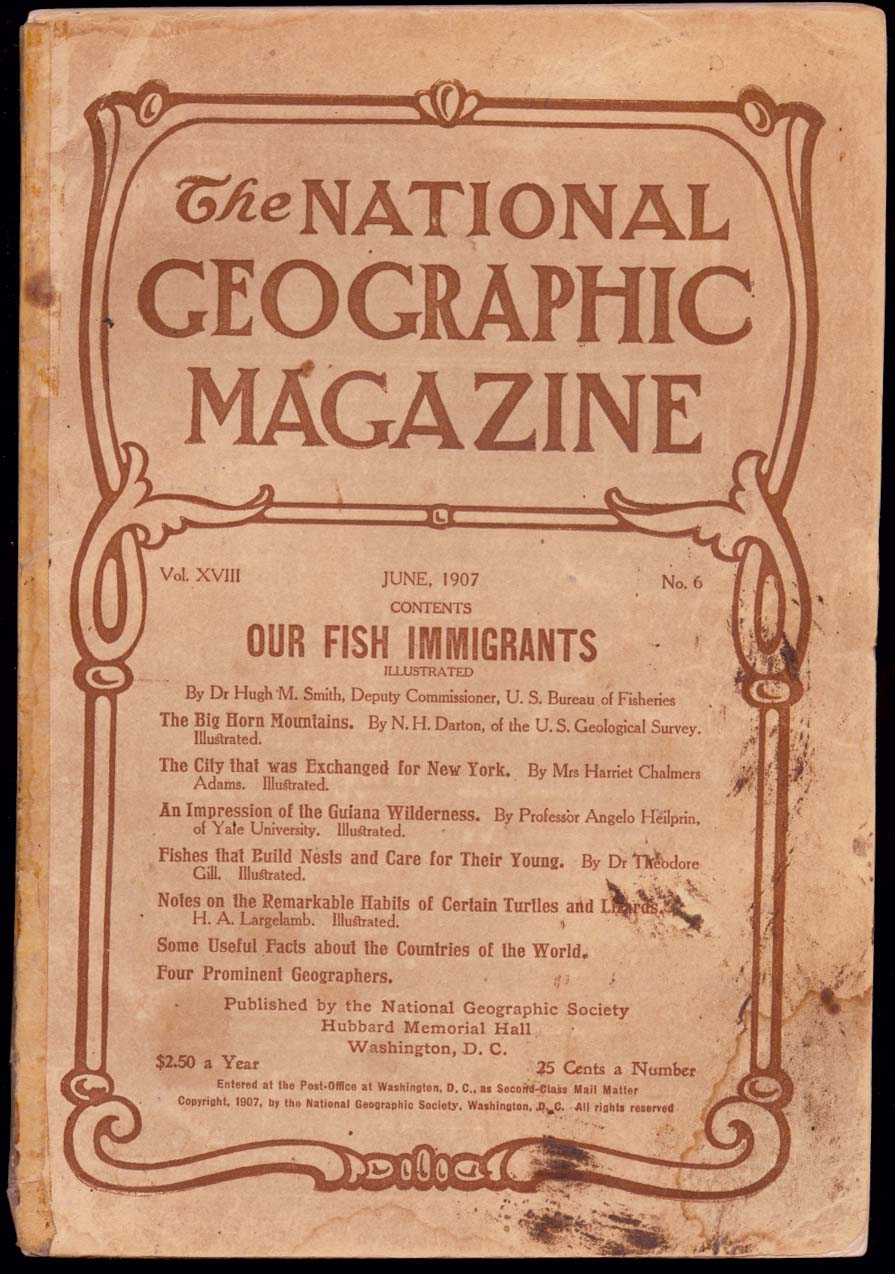 The NATIONAL
GEOGRAPHIC
MAGAZINE
Vol. XVIII JUNE, 1907 No. 6
CONTENTS
OUR FISH IMMIGRANTS
ILLUSTRATED
By Dr Hugh M. Smith, Deputy Commissioner, U. S. Bureau of Fisheries
The Big Horn Mountains. By N. H. Darton, of the U. S. Geological Survey.
Illustrated.
The City that was Exchanged for New York. By Mrs Harriet Chalmers
Adams. Illustrated.
An Impression of the Guiana Wilderness. By Professor Angelo Heilprin,
of Yale University. Illustrated.
Fishes that Build Nests and Care for Their Young. By Dr Theodore
Gill. Illustrated.
Notes on the Remarkable Habits of Certain Turtles and Lizards.
H. A. Largelamb. Illustrated.
Some Useful Facts about the Countries of the World.
Four Prominent Geographers.
Published by the National Geographic Society
Hubbard Memorial Hall
Washington, D. C.
$2.50 a Year 25 Cents a Number
Entered at the Post-Office at Washington, D. C., as Second-Class Mail Matter
Copyright, 1907, by the National Geographic Society, Washington, D. C. All rights reserved